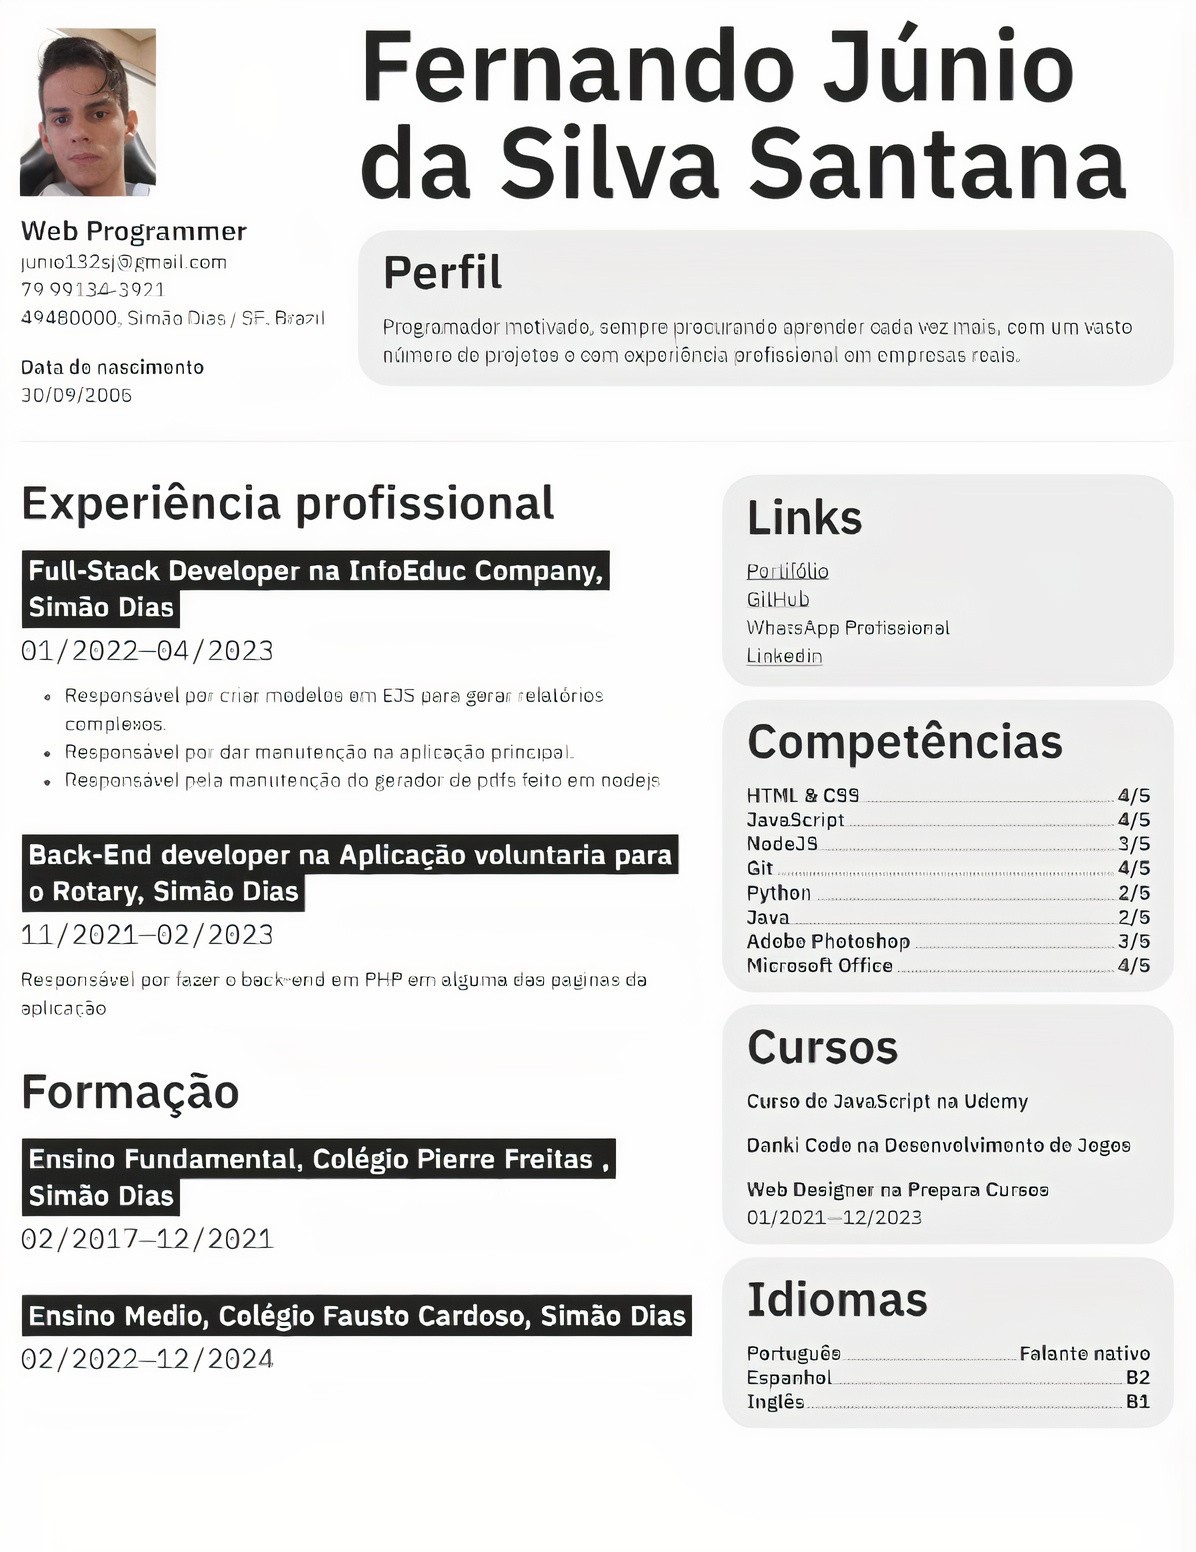 Fernando Júnio
da Silva Santana
Web Programmer
junio132sj@gmail.com
79 99134-3921
49480000, Simão Dias / SE, Brazil
Data de nascimento
30/09/2006
Perfil
Programador motivado, sempre procurando aprender cada vez mais, com um vasto
número de projetos e com experiência profissional em empresas reais.
Experiência profissional
Full-Stack Developer na InfoEduc Company,
Simão Dias
01/2022—04/2023
• Responsável por criar modelos em EJS para gerar relatórios
complexos.
• Responsável por dar manutenção na aplicação principal.
• Responsável pela manutenção do gerador de pdfs feito em nodejs
Back-End developer na Aplicação voluntaria para
o Rotary, Simão Dias
11/2021—02/2023
Responsável por fazer o back-end em PHP em alguma das paginas da
aplicação
Formação
Ensino Fundamental, Colégio Pierre Freitas ,
Simão Dias
02/2017—12/2021
Ensino Medio, Colégio Fausto Cardoso, Simão Dias
02/2022—12/2024
Links
Portifólio
GitHub
WhatsApp Profissional
Linkedin
Competências
HTML & CSS 4/5
JavaScript 4/5
NodeJS 3/5
Git 4/5
Python 2/5
Java 2/5
Adobe Photoshop 3/5
Microsoft Office 4/5
Cursos
Curso de JavaScript na Udemy
Danki Code na Desenvolvimento de Jogos
Web Designer na Prepara Cursos
01/2021—12/2023
Idiomas
Português Falante nativo
Espanhol B2
Inglês B1